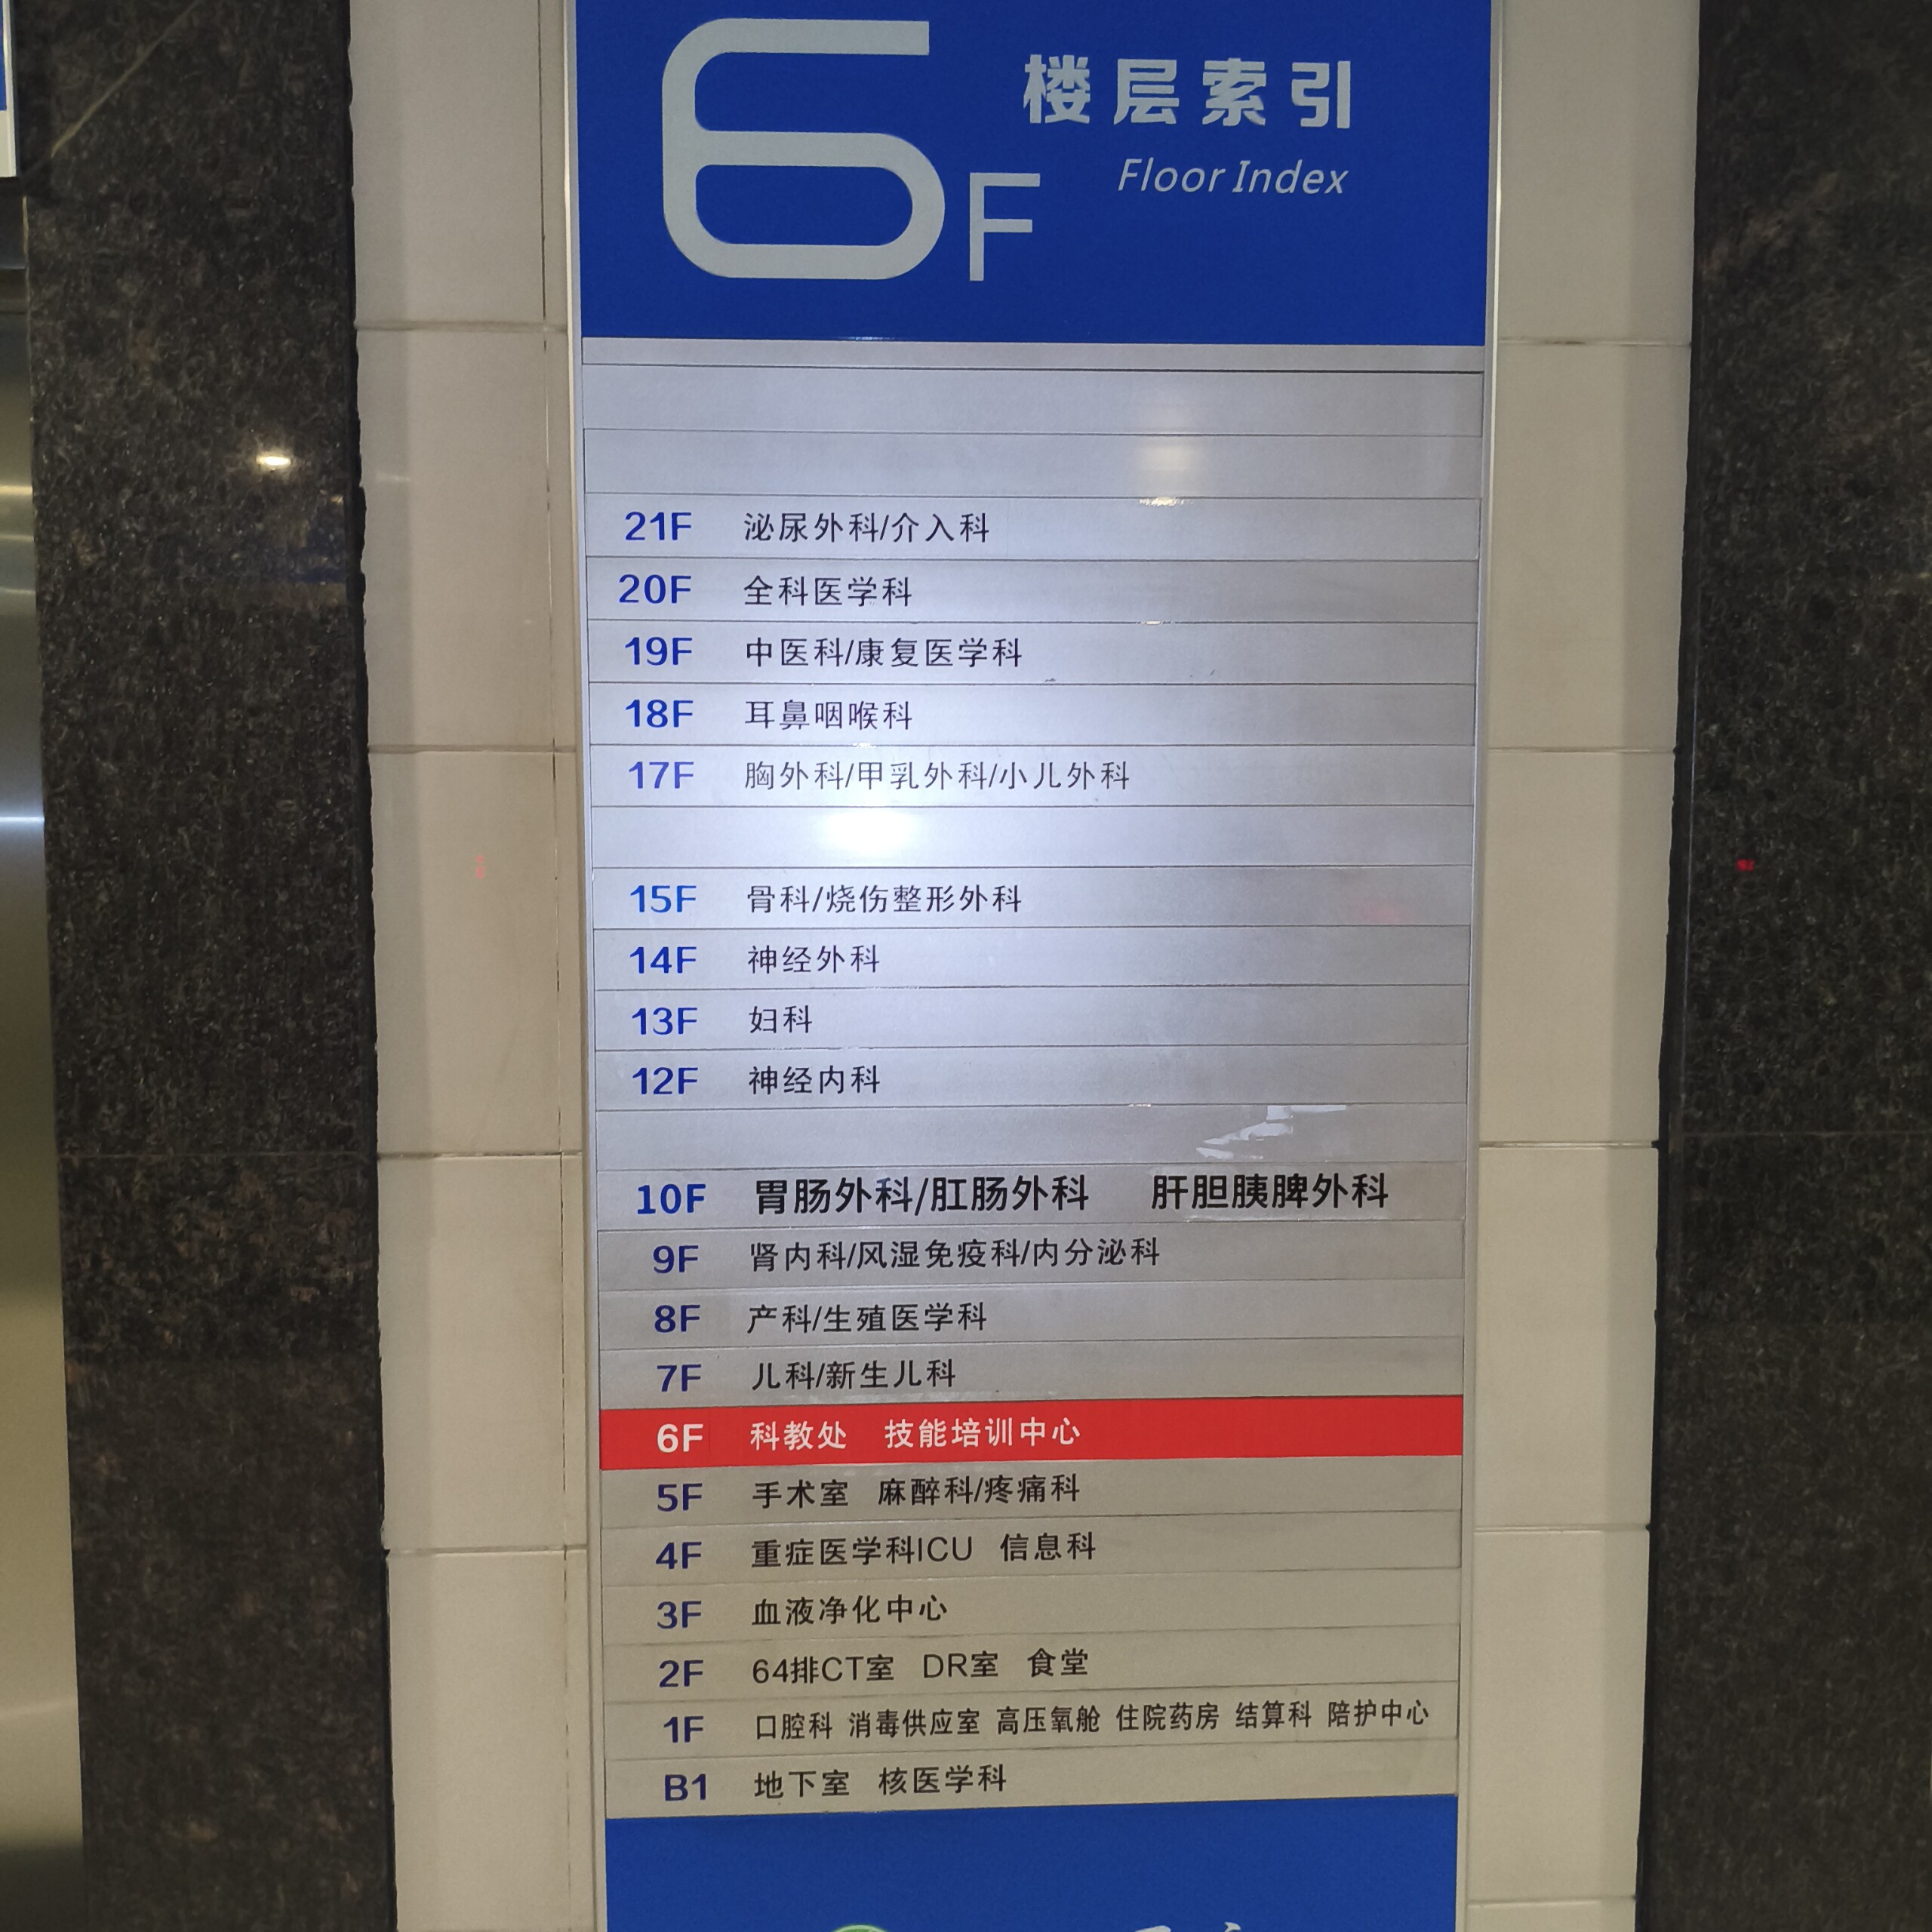 6F 楼层索引
Floor Index
21F 泌尿外科/介入科
20F 全科医学科
19F 中医科/康复医学科
18F 耳鼻咽喉科
17F 胸外科/甲乳外科/小儿外科
15F 骨科/烧伤整形外科
14F 神经外科
13F 妇科
12F 神经内科
10F 胃肠外科/肛肠外科 肝胆胰脾外科
9F 肾内科/风湿免疫科/内分泌科
8F 产科/生殖医学科
7F 儿科/新生儿科
6F 科教处 技能培训中心
5F 手术室 麻醉科/疼痛科
4F 重症医学科ICU 信息科
3F 血液净化中心
2F 64排CT室 DR室 食堂
1F 口腔科 消毒供应室 高压氧舱 住院药房 结算科 陪护中心
B1 地下室 核医学科